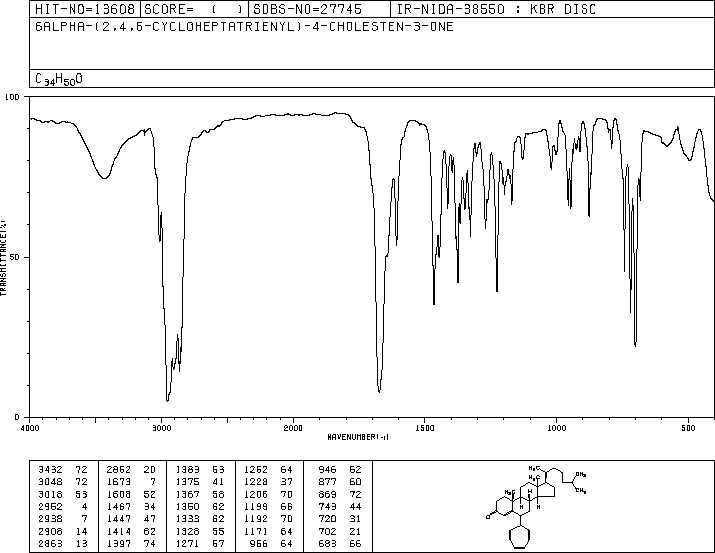 HIT-NO=13608 SCORE= ( ) SDBS-NO=27745 IR-NIDA-38550 : KBR DISC
6ALPHA-(2,4,6-CYCLOHEPTATRIENYL)-4-CHOLESTEN-3-ONE
C34H50O
100
50
0
TRANSMITTANCE(%)
4000 3000 2000 1500 1000 500
WAVENUMBER(-1)
3432 72 2852 20 1383 53 1252 64 946 62
3048 72 1673 7 1375 41 1228 37 877 60
3018 53 1608 52 1367 58 1206 70 869 72
2952 4 1467 34 1350 62 1199 66 743 44
2938 7 1447 47 1333 62 1192 70 720 31
2908 14 1414 62 1328 55 1171 64 702 21
2863 13 1397 74 1271 57 956 64 683 66